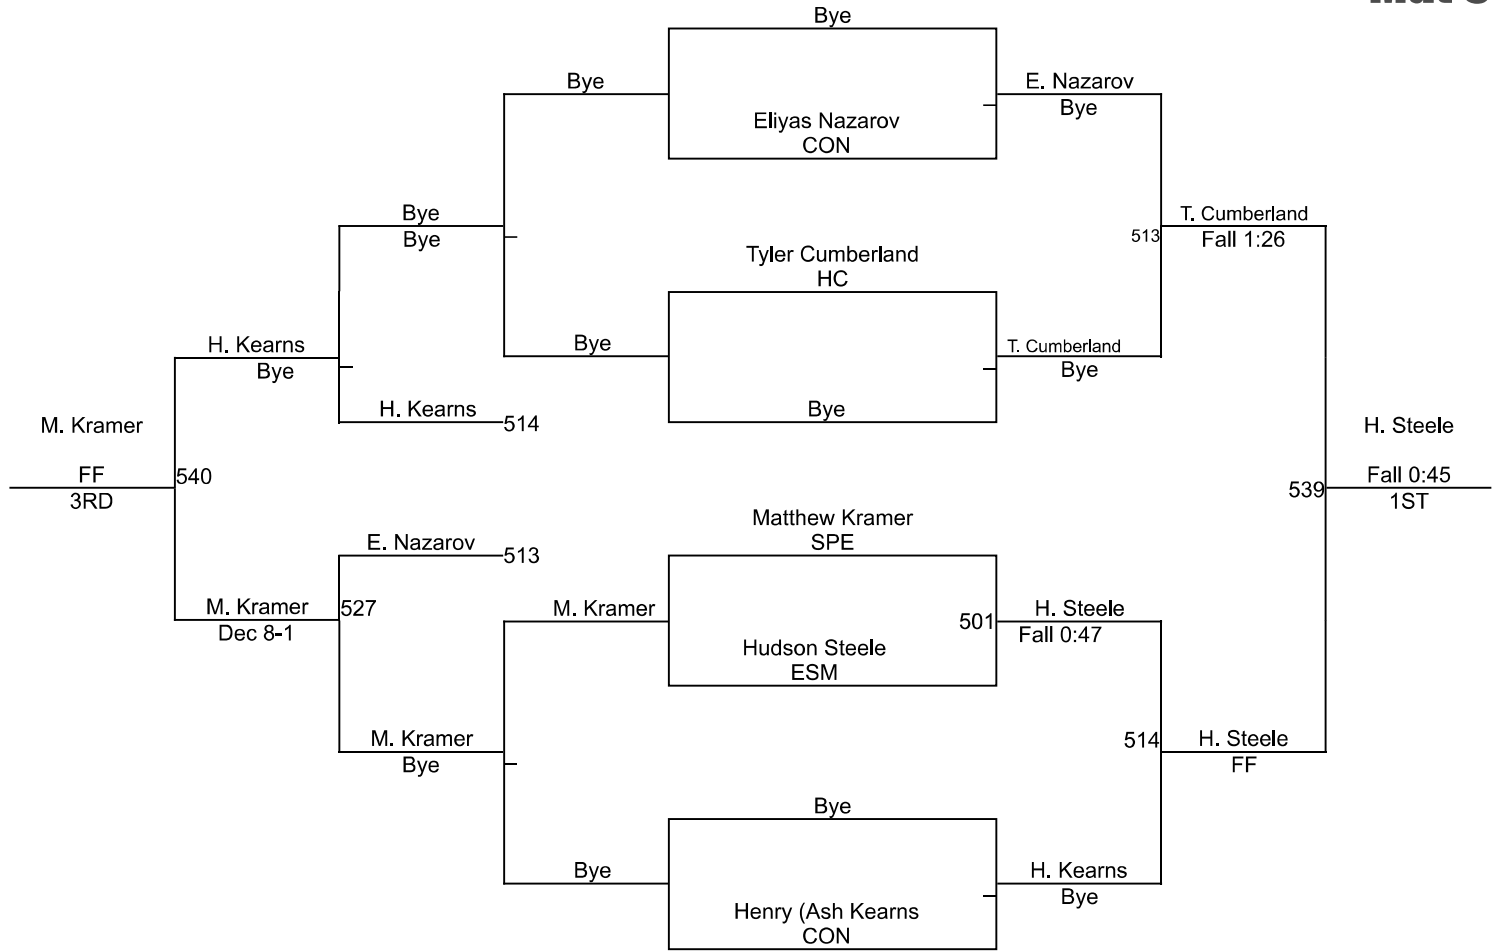 Bye
Bye
E. Nazarov
Bye
Eliyas Nazarov
CON
Bye
Bye
T. Cumberland
513
Fall 1:26
Tyler Cumberland
HC
H. Kearns
Bye
Bye
T. Cumberland
Bye
H. Kearns
514
Bye
M. Kramer
H. Steele
FF
540
3RD
Fall 0:45
539
1ST
Matthew Kramer
SPE
E. Nazarov
513
M. Kramer
527
Dec 8-1
M. Kramer
501
H. Steele
Fall 0:47
Hudson Steele
ESM
M. Kramer
Bye
514
H. Steele
FF
Bye
Bye
H. Kearns
Bye
Henry (Ash Kearns
CON